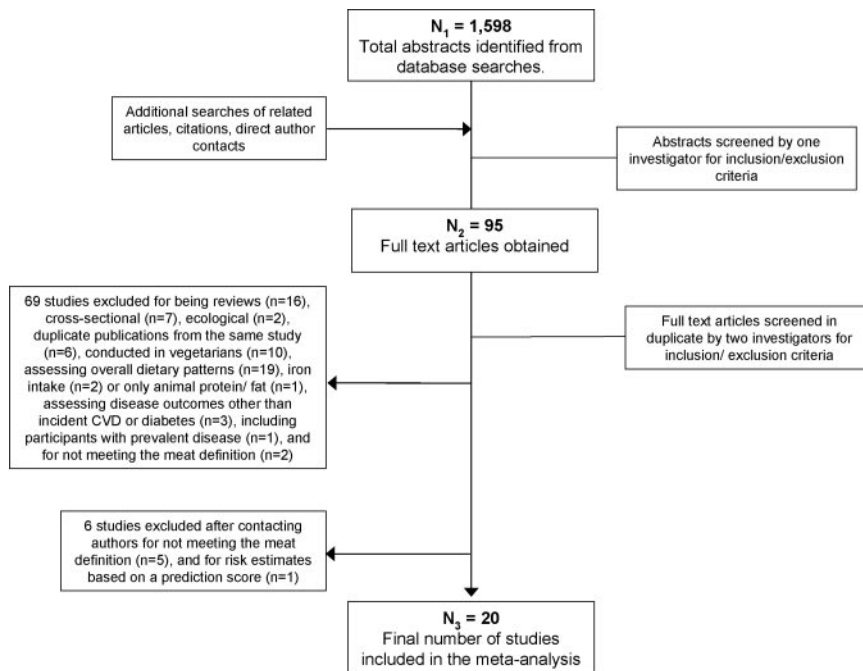 N1 = 1,598
Total abstracts identified from
database searches.
Additional searches of related
articles, citations, direct author
contacts
Abstracts screened by one
investigator for inclusion/exclusion
criteria
N2 = 95
Full text articles obtained
69 studies excluded for being reviews (n=16),
cross-sectional (n=7), ecological (n=2),
duplicate publications from the same study
(n=6), conducted in vegetarians (n=10),
assessing overall dietary patterns (n=19), iron
intake (n=2) or only animal protein/ fat (n=1),
assessing disease outcomes other than
incident CVD or diabetes (n=3), including
participants with prevalent disease (n=1), and
for not meeting the meat definition (n=2)
Full text articles screened in
duplicate by two investigators for
inclusion/ exclusion criteria
6 studies excluded after contacting
authors for not meeting the meat
definition (n=5), and for risk estimates
based on a prediction score (n=1)
N3 = 20
Final number of studies
included in the meta-analysis